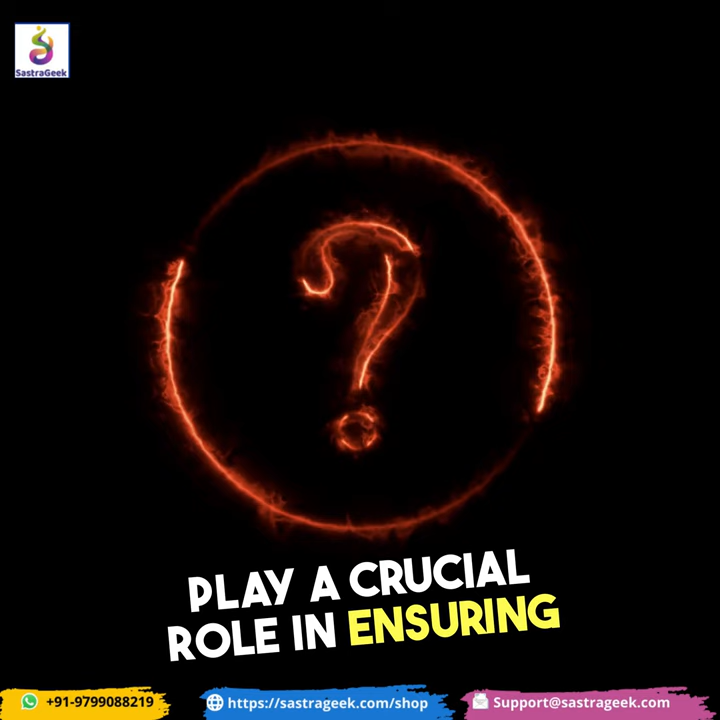 SastraGeek
PLAY A CRUCIAL
ROLE IN ENSURING
+91-9799088219
https://sastrageek.com/shop
Support@sastrageek.com